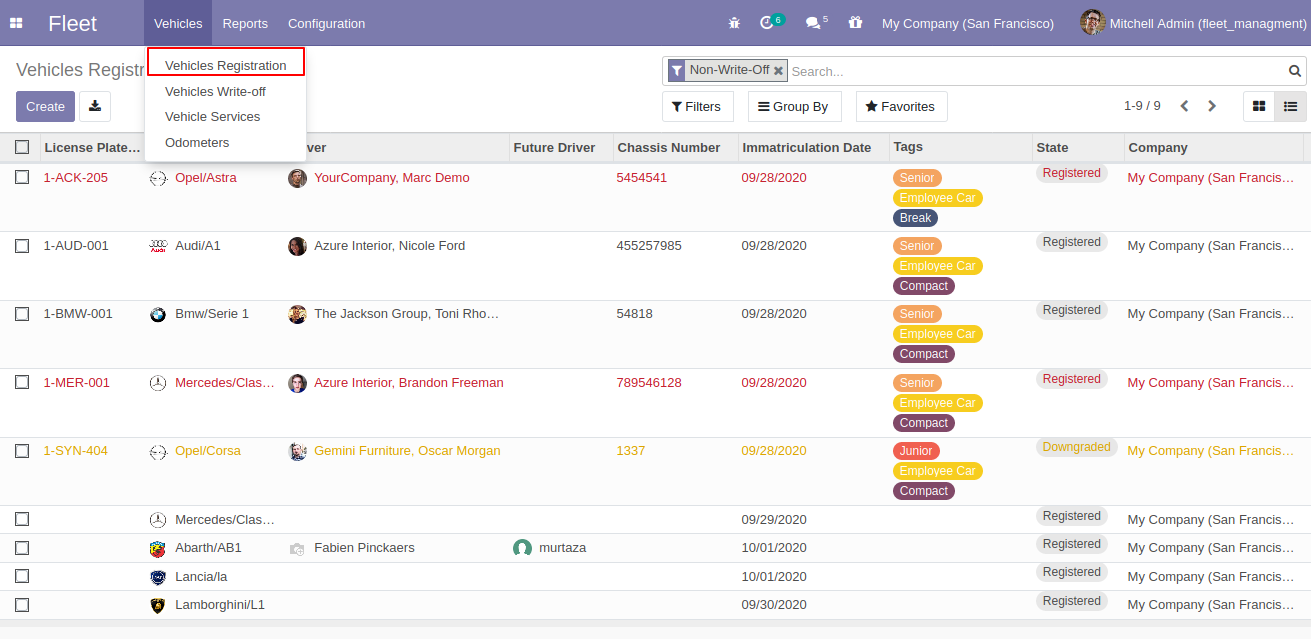 Fleet Vehicles Reports Configuration 6 5 My Company (San Francisco) Mitchell Admin (fleet_managment)
Vehicles Registr Non-Write-Off Search...
Vehicles Registration
Vehicles Write-off
Vehicle Services
Odometers
Create Filters Group By Favorites 1-9 / 9
License Plate… ver Future Driver Chassis Number Immatriculation Date Tags State Company
1-ACK-205 Opel/Astra YourCompany, Marc Demo 5454541 09/28/2020 Senior Registered My Company (San Francis…
Employee Car
Break
1-AUD-001 Audi/A1 Azure Interior, Nicole Ford 455257985 09/28/2020 Senior Registered My Company (San Francis…
Employee Car
Compact
1-BMW-001 Bmw/Serie 1 The Jackson Group, Toni Rho… 54818 09/28/2020 Senior Registered My Company (San Francis…
Employee Car
Compact
1-MER-001 Mercedes/Clas… Azure Interior, Brandon Freeman 789546128 09/28/2020 Senior Registered My Company (San Francis…
Employee Car
Compact
1-SYN-404 Opel/Corsa Gemini Furniture, Oscar Morgan 1337 09/28/2020 Junior Downgraded My Company (San Francis…
Employee Car
Compact
Mercedes/Clas… 09/29/2020 Registered My Company (San Francis…
Abarth/AB1 Fabien Pinckaers murtaza 10/01/2020 Registered My Company (San Francis…
Lancia/la 10/01/2020 Registered My Company (San Francis…
Lamborghini/L1 09/30/2020 Registered My Company (San Francis…